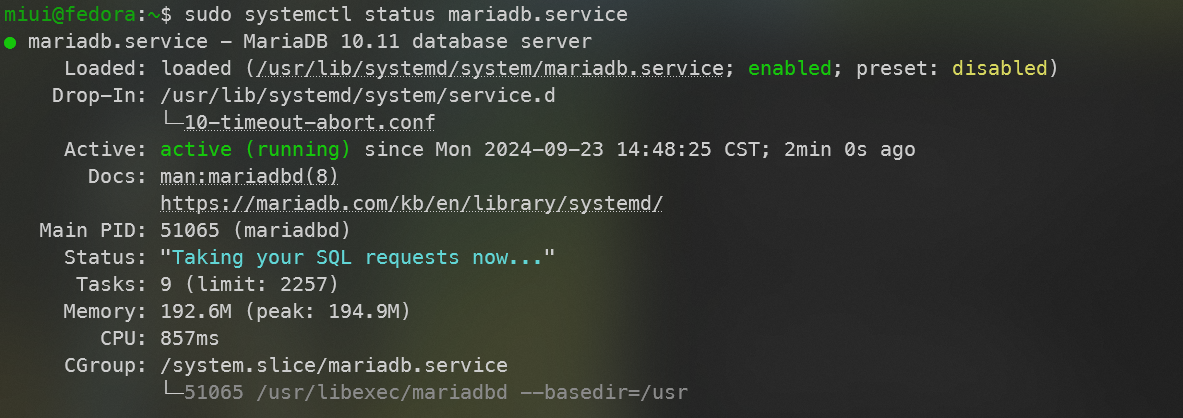 miui@fedora:~$ sudo systemctl status mariadb.service
● mariadb.service - MariaDB 10.11 database server
     Loaded: loaded (/usr/lib/systemd/system/mariadb.service; enabled; preset: disabled)
    Drop-In: /usr/lib/systemd/system/service.d
             └─10-timeout-abort.conf
     Active: active (running) since Mon 2024-09-23 14:48:25 CST; 2min 0s ago
       Docs: man:mariadbd(8)
             https://mariadb.com/kb/en/library/systemd/
   Main PID: 51065 (mariadbd)
     Status: "Taking your SQL requests now..."
      Tasks: 9 (limit: 2257)
     Memory: 192.6M (peak: 194.9M)
        CPU: 857ms
     CGroup: /system.slice/mariadb.service
             └─51065 /usr/libexec/mariadbd --basedir=/usr